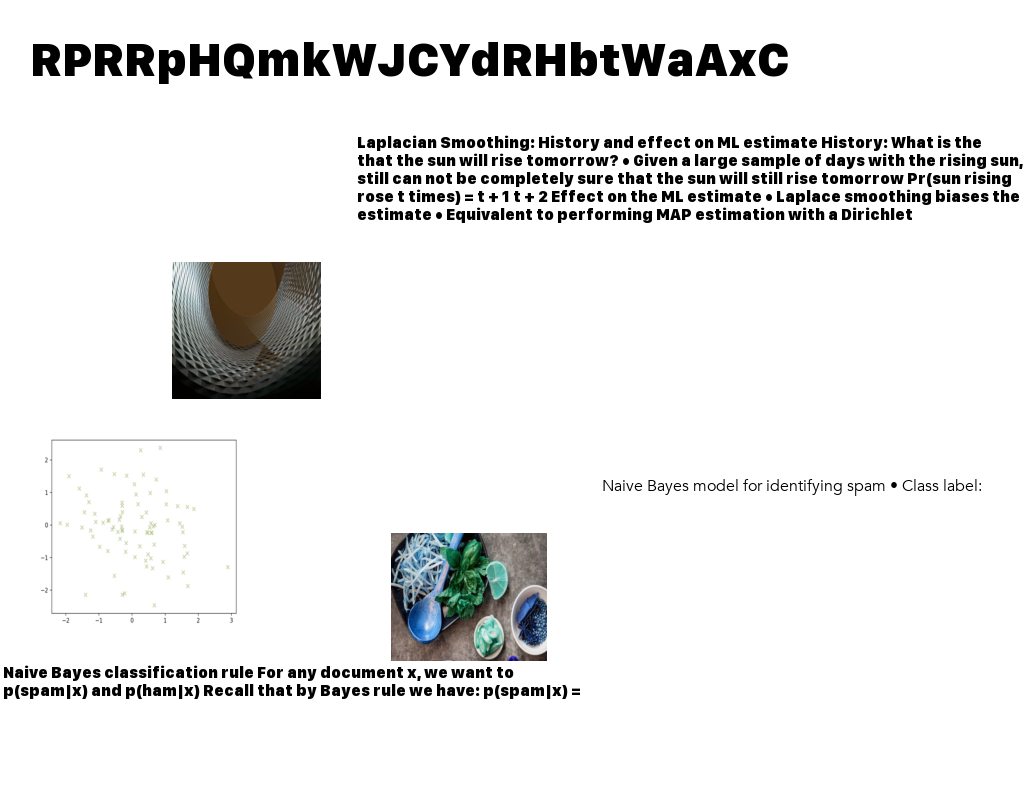 RPRRpHQmkWJCYdRHbtWaAxC
Laplacian Smoothing: History and effect on ML estimate History: What is the
that the sun will rise tomorrow? • Given a large sample of days with the rising sun,
still can not be completely sure that the sun will still rise tomorrow Pr(sun rising
rose t times) = t + 1 t + 2 Effect on the ML estimate • Laplace smoothing biases the
estimate • Equivalent to performing MAP estimation with a Dirichlet
2
1
0
−1
−2
−2 −1 0 1 2 3
Naive Bayes model for identifying spam • Class label:
Naive Bayes classification rule For any document x, we want to
p(spam|x) and p(ham|x) Recall that by Bayes rule we have: p(spam|x) =